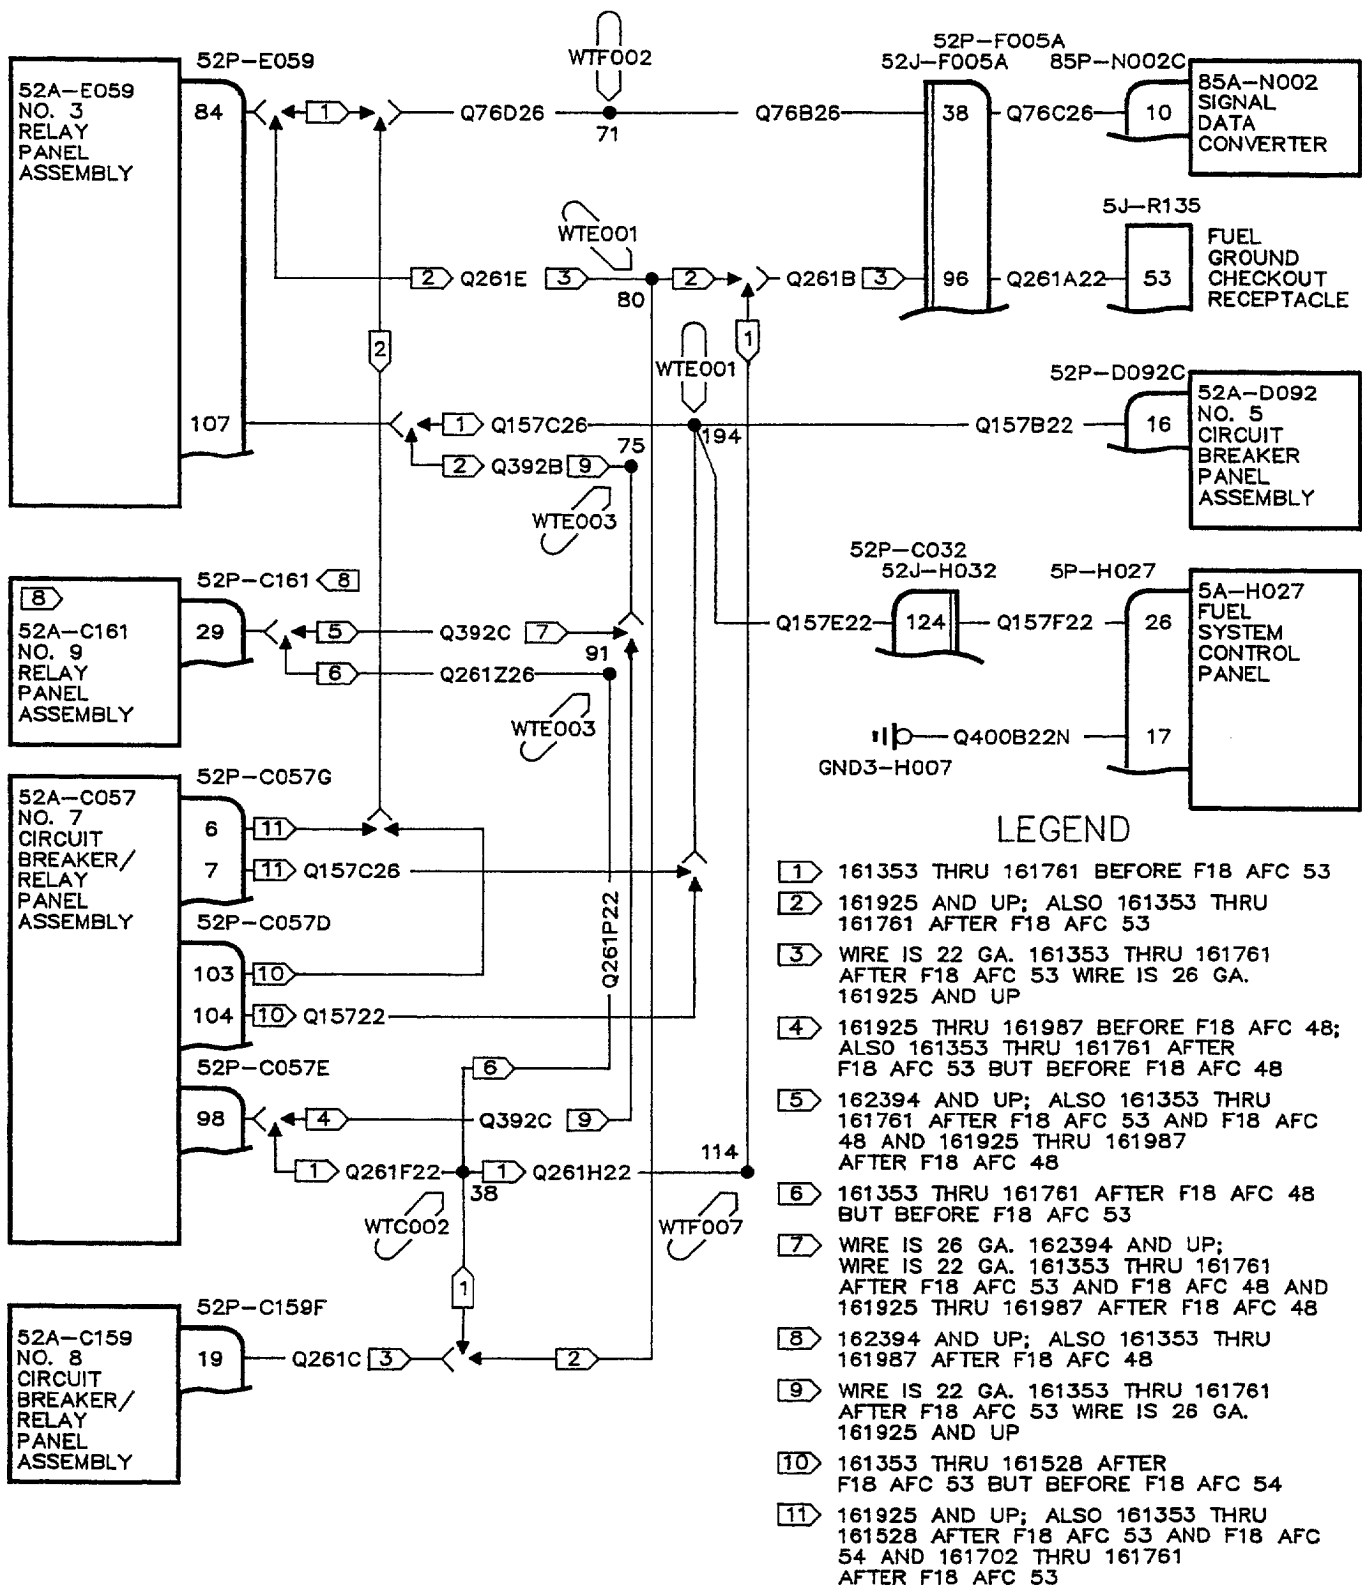 52P-F005A
52P-E059
WTF002
52J-F005A
85P-N002C
52A-E059
NO. 3
RELAY
PANEL
ASSEMBLY
84
1
Q76D26
71
Q76B26
38
Q76C26
10
85A-N002
SIGNAL
DATA
CONVERTER
5J-R135
WTE001
2
Q261E
3
80
2
Q261B
3
96
Q261A22
53
FUEL
GROUND
CHECKOUT
RECEPTACLE
2
1
WTE001
52P-D092C
107
1
Q157C26
194
Q157B22
16
52A-D092
NO. 5
CIRCUIT
BREAKER
PANEL
ASSEMBLY
75
2
Q392B
9
WTE003
52P-C032
52J-H032
5P-H027
52P-C161
8
8
52A-C161
NO. 9
RELAY
PANEL
ASSEMBLY
29
5
Q392C
7
91
6
Q261Z26
WTE003
Q157E22
124
Q157F22
26
5A-H027
FUEL
SYSTEM
CONTROL
PANEL
Q400B22N
17
GND3-H007
52P-C057G
52A-C057
NO. 7
CIRCUIT
BREAKER/
RELAY
PANEL
ASSEMBLY
6
11
7
11
Q157C26
52P-C057D
103
10
104
10
Q15722
Q261P22
52P-C057E
6
98
4
Q392C
9
1
Q261F22
38
1
Q261H22
114
WTC002
WTF007
1
52P-C159F
52A-C159
NO. 8
CIRCUIT
BREAKER/
RELAY
PANEL
ASSEMBLY
19
Q261C
3
2
LEGEND
1 161353 THRU 161761 BEFORE F18 AFC 53
2 161925 AND UP; ALSO 161353 THRU
161761 AFTER F18 AFC 53
3 WIRE IS 22 GA. 161353 THRU 161761
AFTER F18 AFC 53 WIRE IS 26 GA.
161925 AND UP
4 161925 THRU 161987 BEFORE F18 AFC 48;
ALSO 161353 THRU 161761 AFTER
F18 AFC 53 BUT BEFORE F18 AFC 48
5 162394 AND UP; ALSO 161353 THRU
161761 AFTER F18 AFC 53 AND F18 AFC
48 AND 161925 THRU 161987
AFTER F18 AFC 48
6 161353 THRU 161761 AFTER F18 AFC 48
BUT BEFORE F18 AFC 53
7 WIRE IS 26 GA. 162394 AND UP;
WIRE IS 22 GA. 161353 THRU 161761
AFTER F18 AFC 53 AND F18 AFC 48 AND
161925 THRU 161987 AFTER F18 AFC 48
8 162394 AND UP; ALSO 161353 THRU
161987 AFTER F18 AFC 48
9 WIRE IS 22 GA. 161353 THRU 161761
AFTER F18 AFC 53 WIRE IS 26 GA.
161925 AND UP
10 161353 THRU 161528 AFTER
F18 AFC 53 BUT BEFORE F18 AFC 54
11 161925 AND UP; ALSO 161353 THRU
161528 AFTER F18 AFC 53 AND F18 AFC
54 AND 161702 THRU 161761
AFTER F18 AFC 53